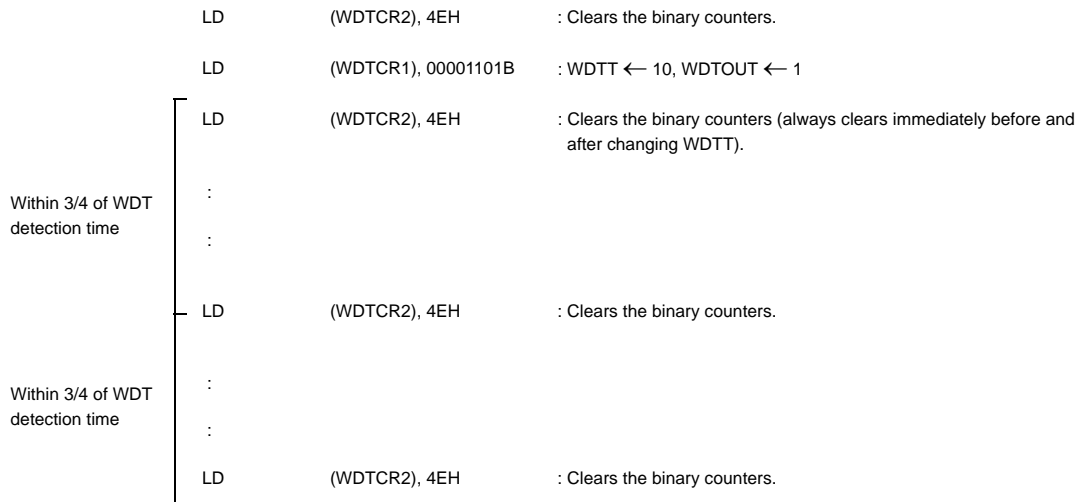 LD (WDTCR2), 4EH : Clears the binary counters.
LD (WDTCR1), 00001101B : WDTT ← 10, WDTOUT ← 1
LD (WDTCR2), 4EH : Clears the binary counters (always clears immediately before and
after changing WDTT).
Within 3/4 of WDT :
detection time
:
LD (WDTCR2), 4EH : Clears the binary counters.
Within 3/4 of WDT :
detection time
:
LD (WDTCR2), 4EH : Clears the binary counters.